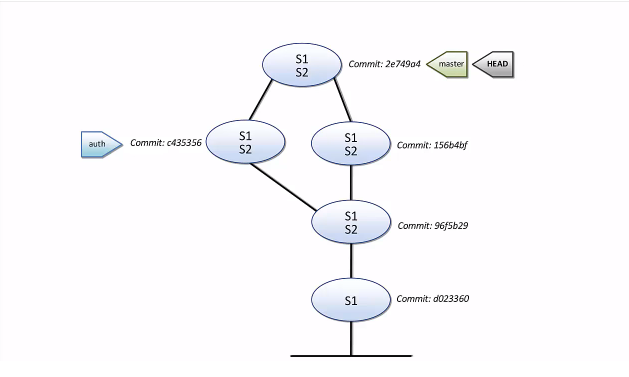 S1
S2
Commit: 2e749a4
master
HEAD
auth
Commit: c435356
S1
S2
S1
S2
Commit: 156b4bf
S1
S2
Commit: 96f5b29
S1
Commit: d023360